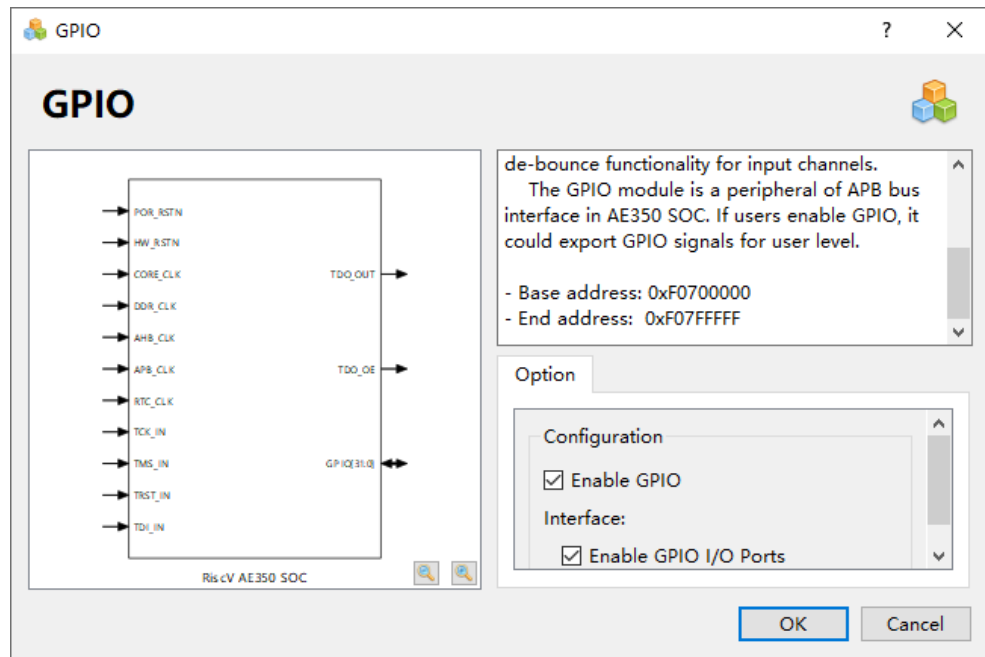 GPIO
?
GPIO
POR_RSTN
HW_RSTN
CORE_CLK
DDR_CLK
AHB_CLK
APB_CLK
RTC_CLK
TCK_IN
TMS_IN
TRST_IN
TDI_IN
TDO_OUT
TDO_OE
GPIO[31:0]
RiscV AE350 SOC
de-bounce functionality for input channels.
The GPIO module is a peripheral of APB bus
interface in AE350 SOC. If users enable GPIO, it
could export GPIO signals for user level.
- Base address: 0xF0700000
- End address: 0xF07FFFFF
Option
Configuration
Enable GPIO
Interface:
Enable GPIO I/O Ports
OK
Cancel